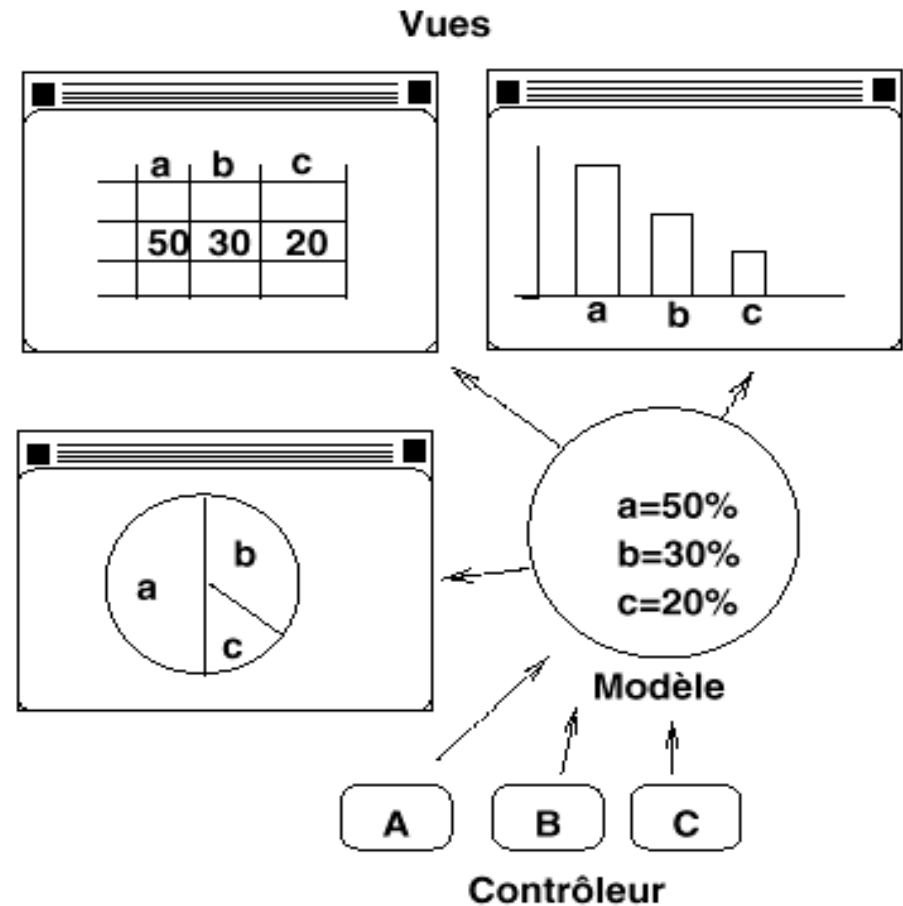 Vues
a b c
50 30 20
a b c
a b
c
a=50%
b=30%
c=20%
Modèle
A B C
Contrôleur